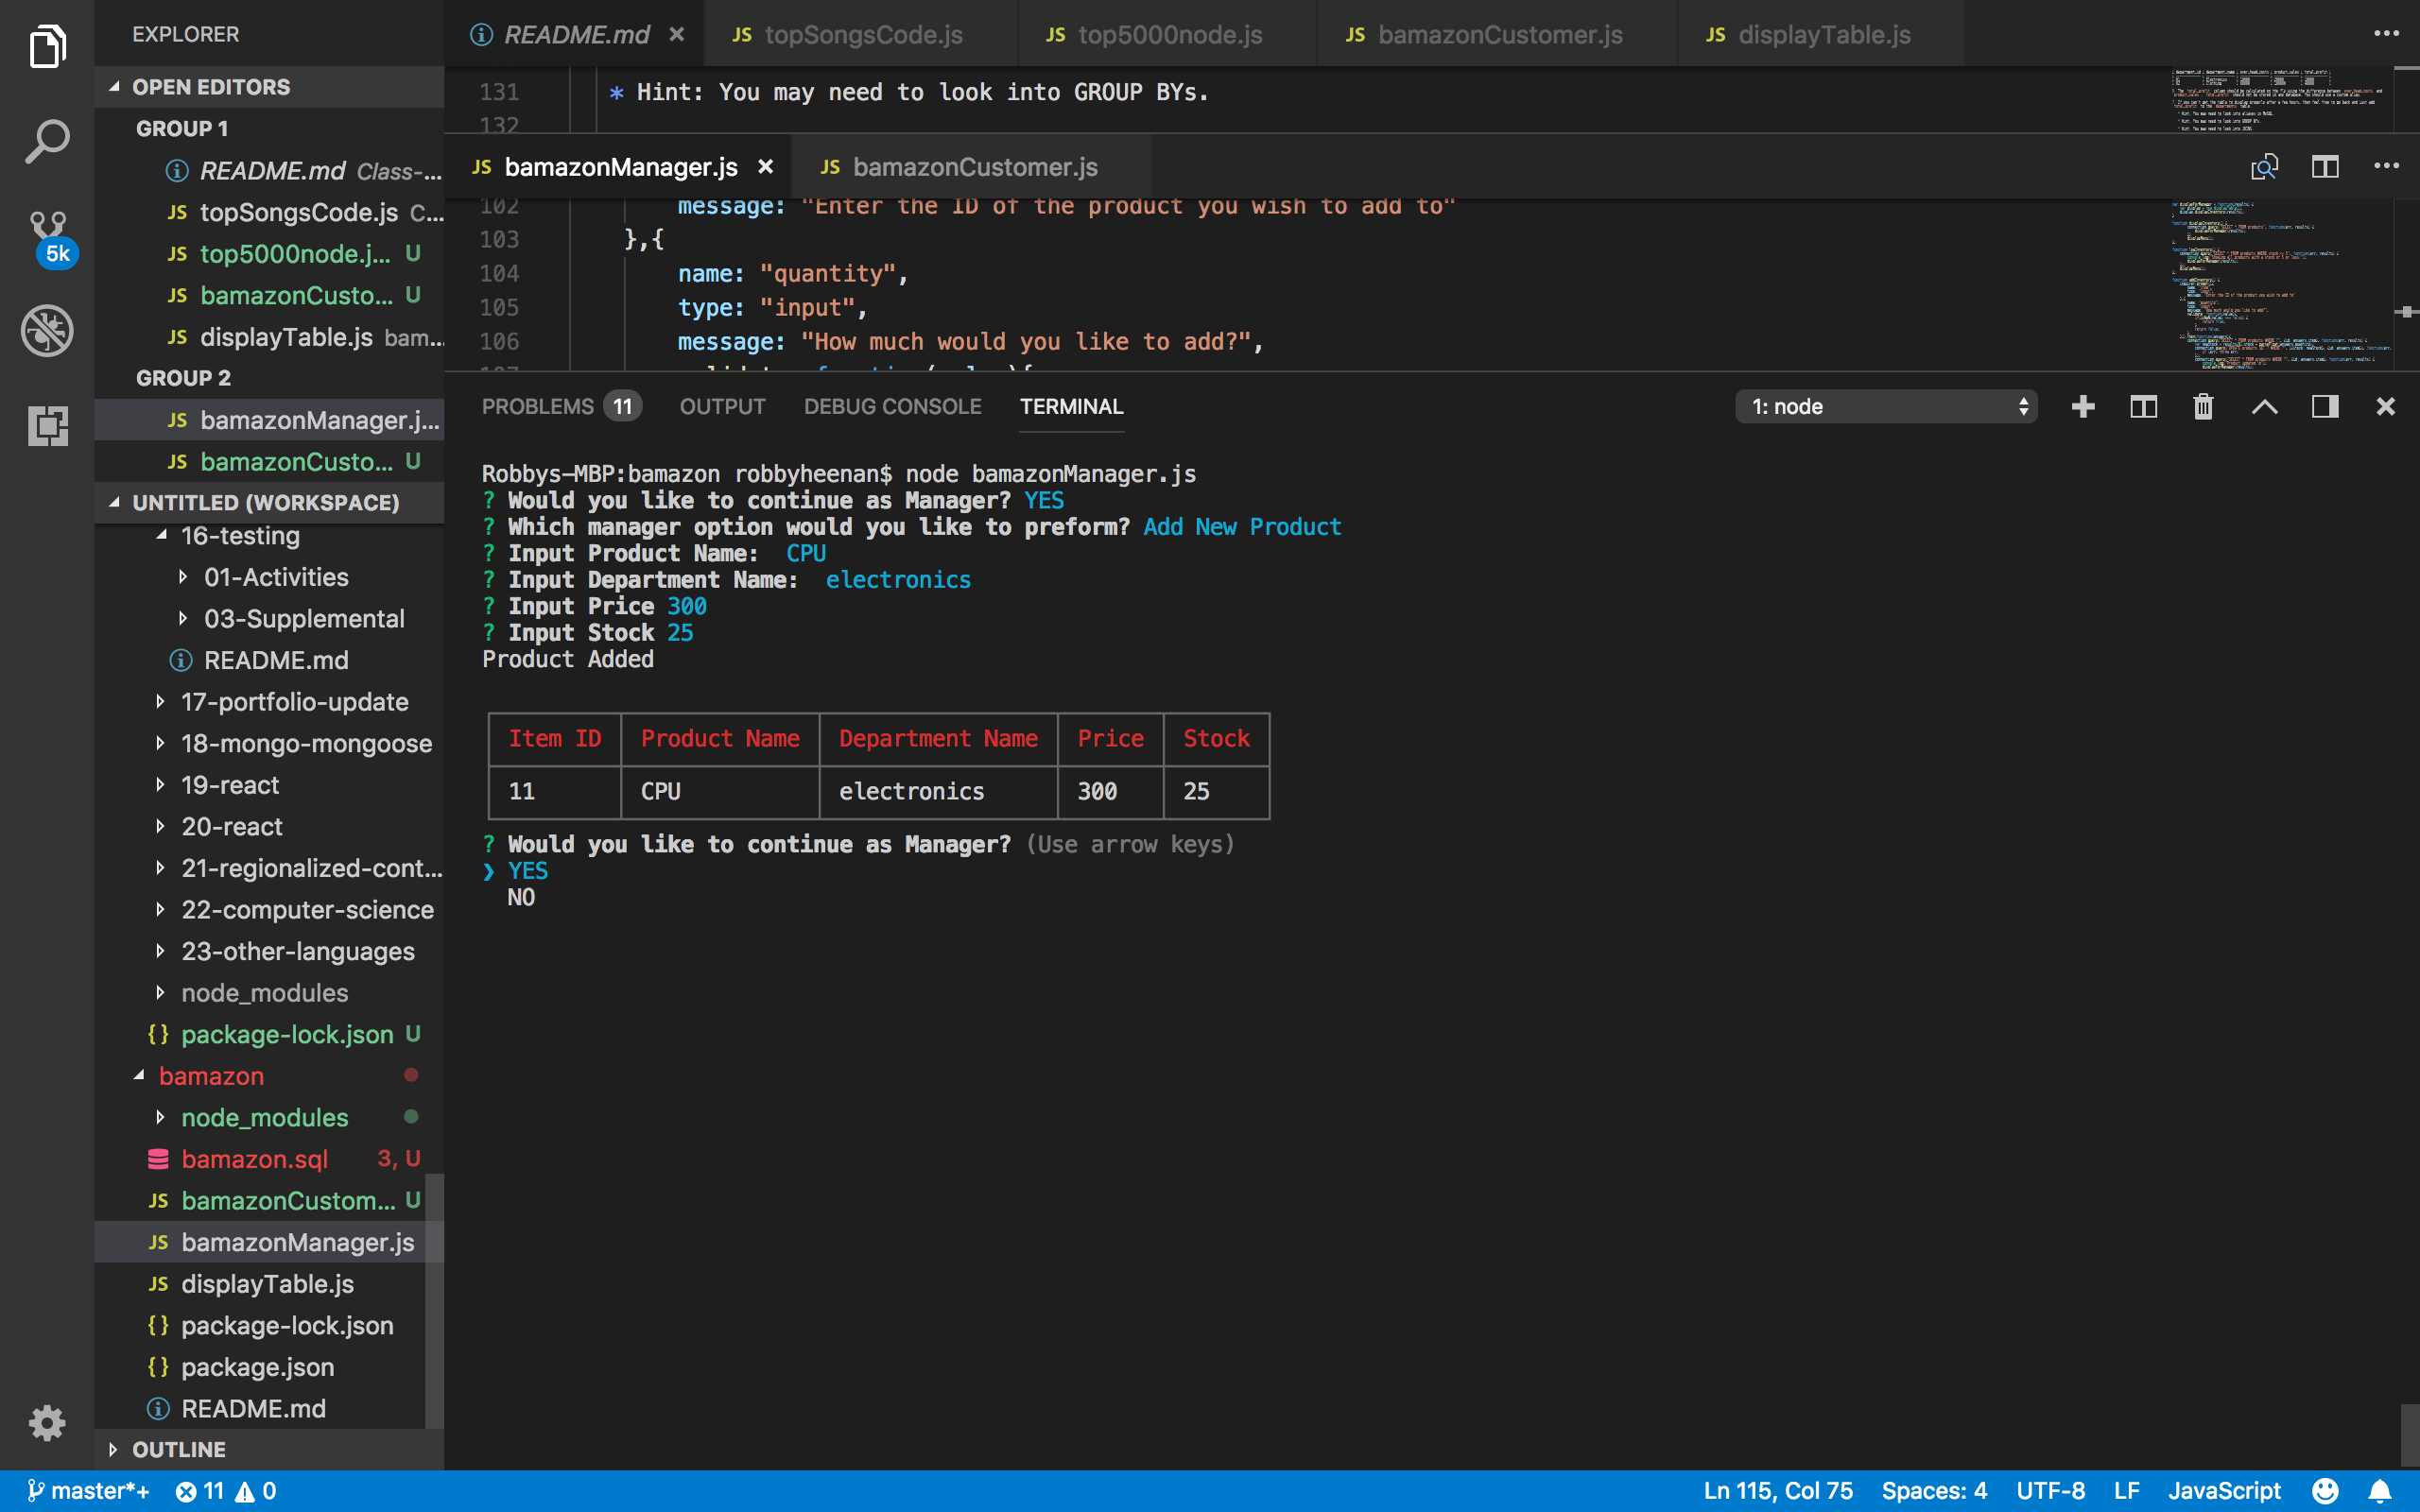 EXPLORER
OPEN EDITORS
GROUP 1
README.md Class-...
JS topSongsCode.js C...
JS top5000node.j... U
JS bamazonCusto... U
JS displayTable.js bam...
GROUP 2
JS bamazonManager.j...
JS bamazonCusto... U
UNTITLED (WORKSPACE)
16-testing
01-Activities
03-Supplemental
README.md
17-portfolio-update
18-mongo-mongoose
19-react
20-react
21-regionalized-cont...
22-computer-science
23-other-languages
node_modules
{} package-lock.json U
bamazon
node_modules
bamazon.sql 3, U
JS bamazonCustom... U
JS bamazonManager.js
JS displayTable.js
{} package-lock.json
{} package.json
README.md
OUTLINE
5k
README.md × JS topSongsCode.js JS top5000node.js JS bamazonCustomer.js JS displayTable.js ...
131 * Hint: You may need to look into GROUP BYs.
132
JS bamazonManager.js × JS bamazonCustomer.js ...
102 message: "Enter the ID of the product you wish to add to"
103 },{
104 name: "quantity",
105 type: "input",
106 message: "How much would you like to add?",
PROBLEMS 11 OUTPUT DEBUG CONSOLE TERMINAL 1: node
Robbys-MBP:bamazon robbyheenan$ node bamazonManager.js
? Would you like to continue as Manager? YES
? Which manager option would you like to preform? Add New Product
? Input Product Name: CPU
? Input Department Name: electronics
? Input Price 300
? Input Stock 25
Product Added
Item ID Product Name Department Name Price Stock
11 CPU electronics 300 25
? Would you like to continue as Manager? (Use arrow keys)
❯ YES
NO
master*+ 11 0 Ln 115, Col 75 Spaces: 4 UTF-8 LF JavaScript